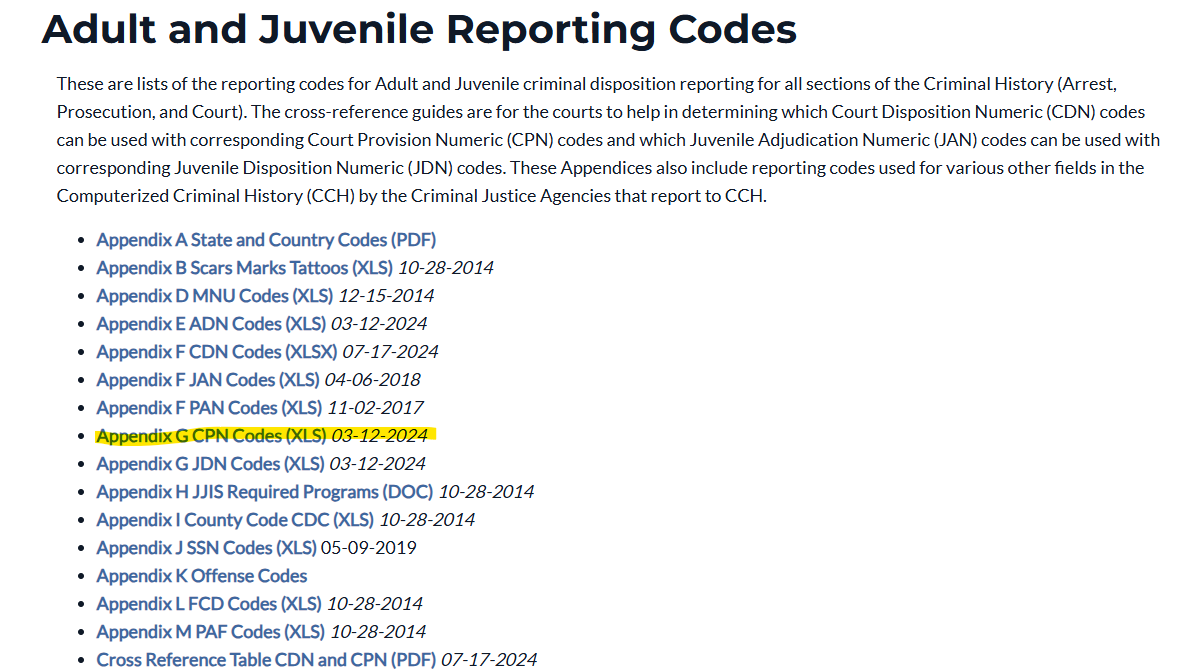 Adult and Juvenile Reporting Codes
These are lists of the reporting codes for Adult and Juvenile criminal disposition reporting for all sections of the Criminal History (Arrest,
Prosecution, and Court). The cross-reference guides are for the courts to help in determining which Court Disposition Numeric (CDN) codes
can be used with corresponding Court Provision Numeric (CPN) codes and which Juvenile Adjudication Numeric (JAN) codes can be used with
corresponding Juvenile Disposition Numeric (JDN) codes. These Appendices also include reporting codes used for various other fields in the
Computerized Criminal History (CCH) by the Criminal Justice Agencies that report to CCH.
• Appendix A State and Country Codes (PDF)
• Appendix B Scars Marks Tattoos (XLS) 10-28-2014
• Appendix D MNU Codes (XLS) 12-15-2014
• Appendix E ADN Codes (XLS) 03-12-2024
• Appendix F CDN Codes (XLSX) 07-17-2024
• Appendix F JAN Codes (XLS) 04-06-2018
• Appendix F PAN Codes (XLS) 11-02-2017
• Appendix G CPN Codes (XLS) 03-12-2024
• Appendix G JDN Codes (XLS) 03-12-2024
• Appendix H JJIS Required Programs (DOC) 10-28-2014
• Appendix I County Code CDC (XLS) 10-28-2014
• Appendix J SSN Codes (XLS) 05-09-2019
• Appendix K Offense Codes
• Appendix L FCD Codes (XLS) 10-28-2014
• Appendix M PAF Codes (XLS) 10-28-2014
• Cross Reference Table CDN and CPN (PDF) 07-17-2024